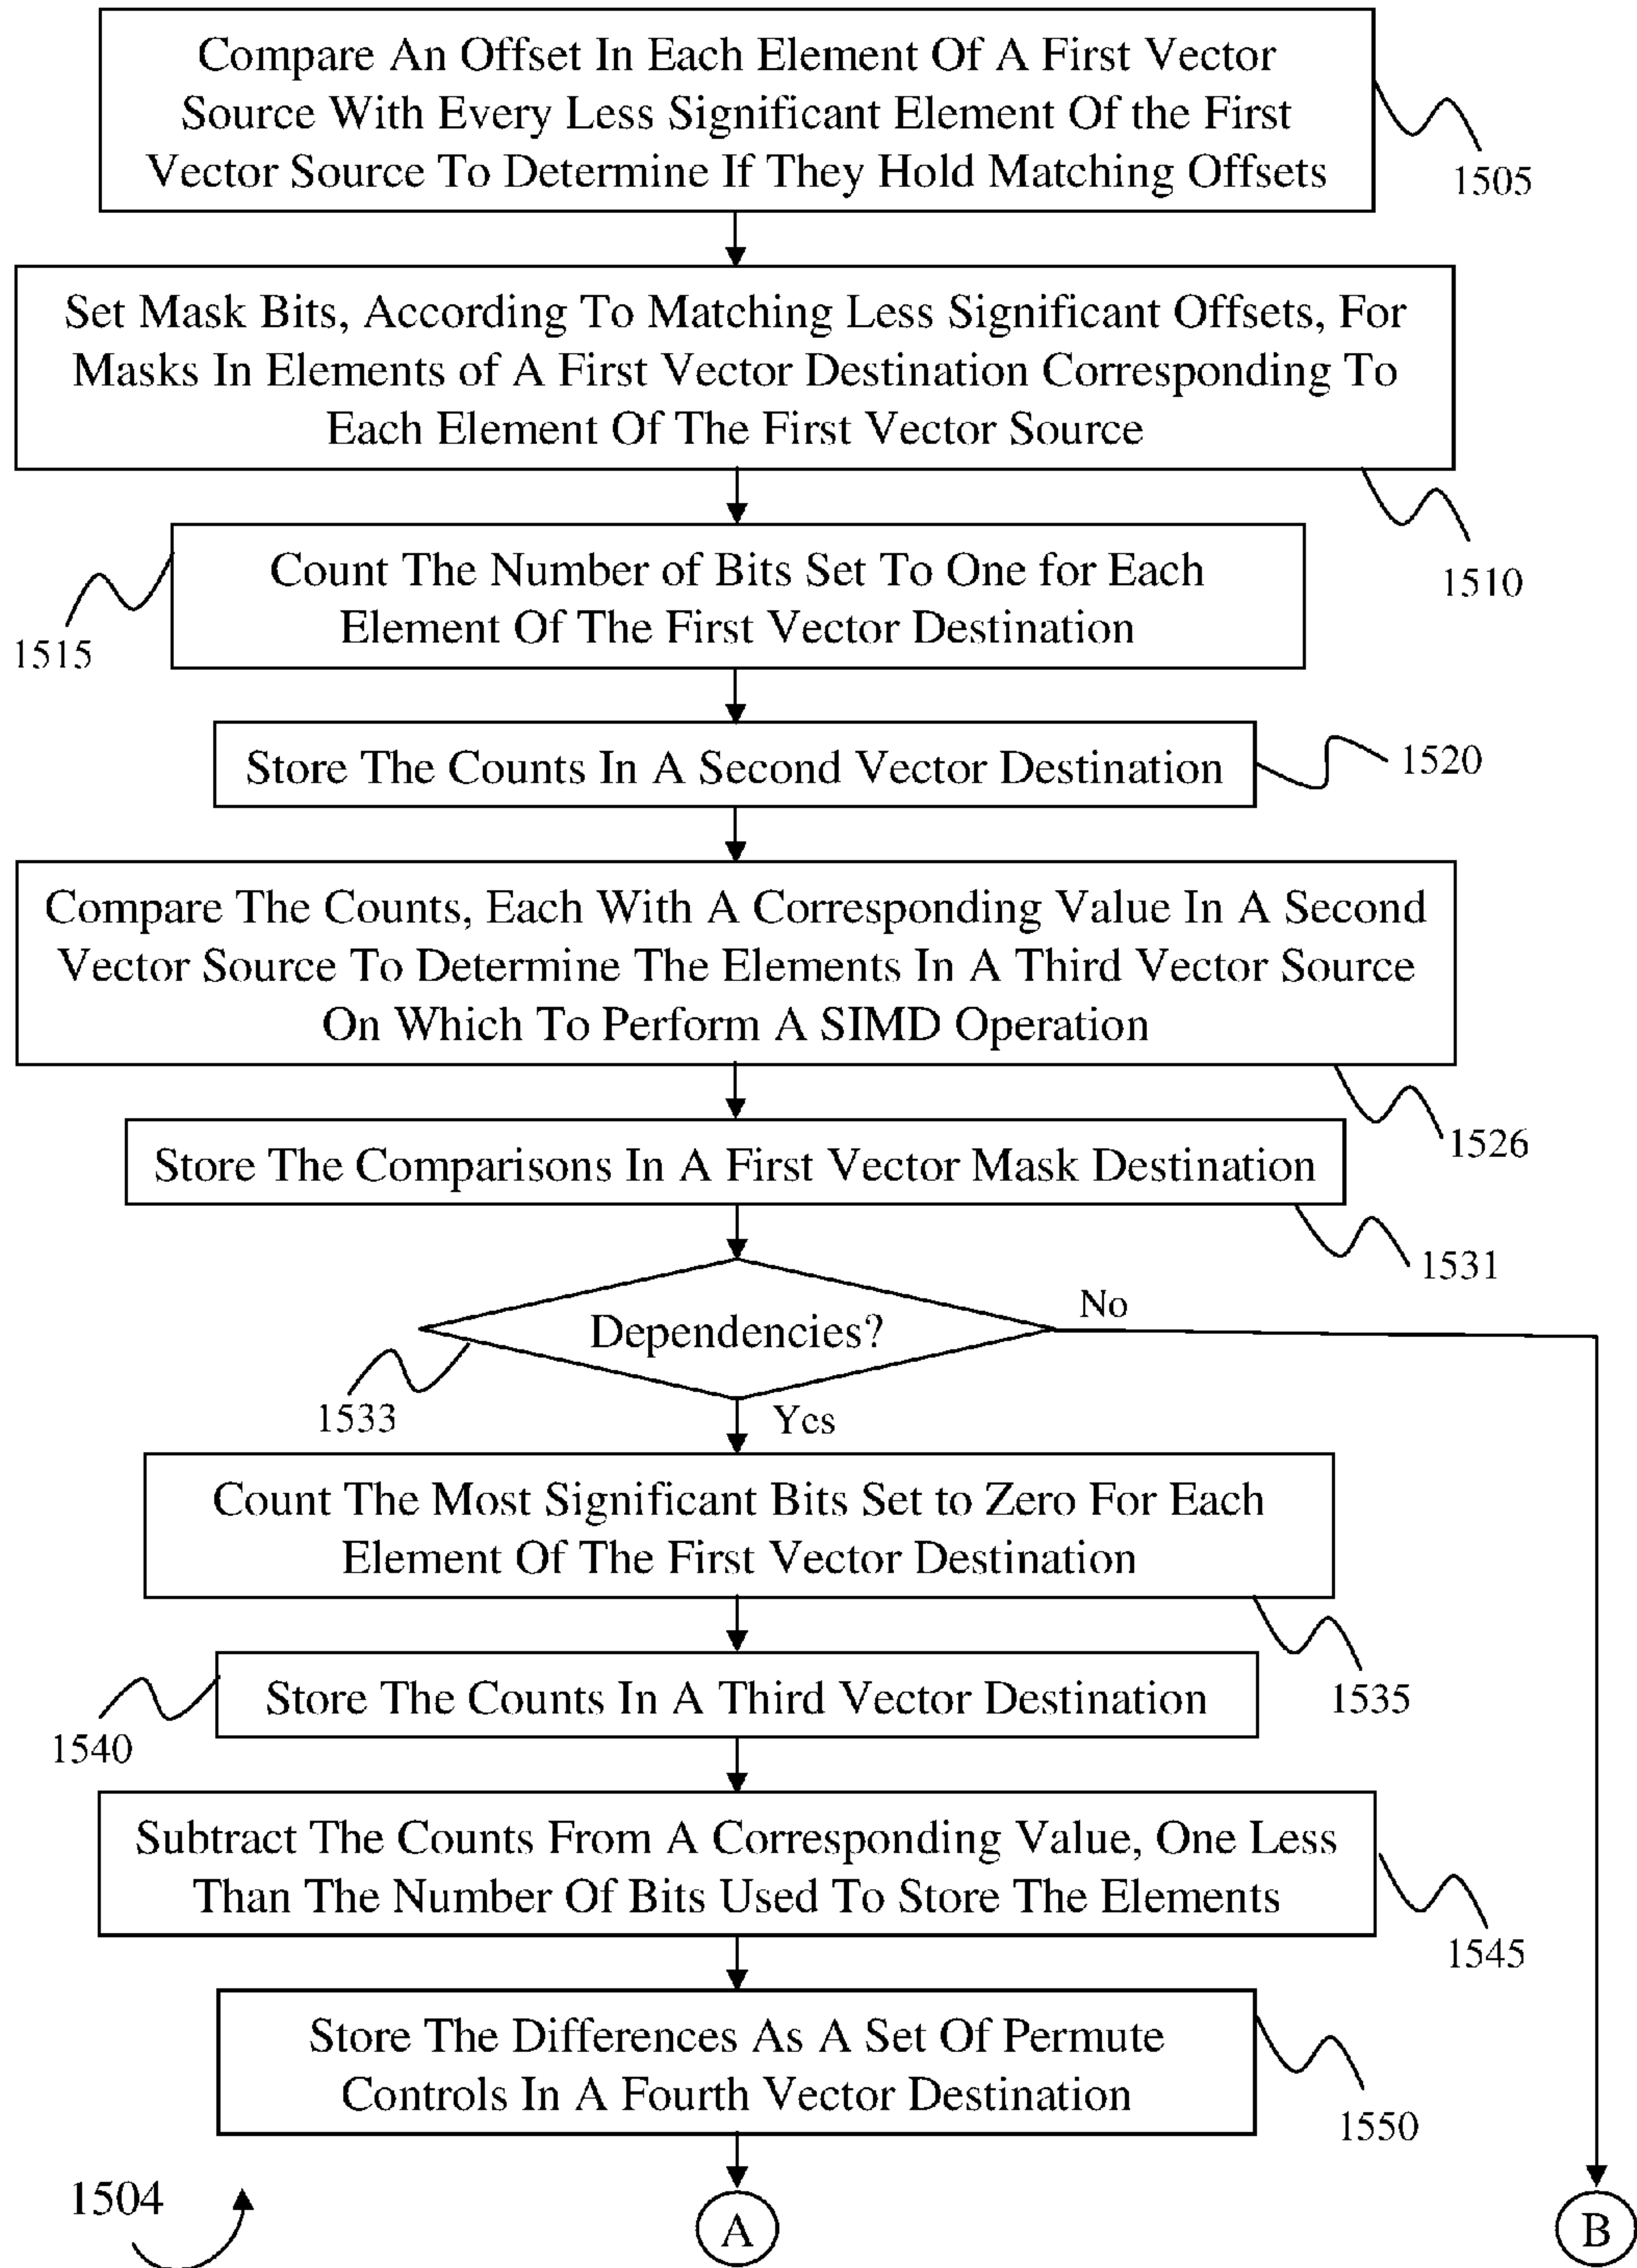 Compare An Offset In Each Element Of A First Vector
Source With Every Less Significant Element Of the First
Vector Source To Determine If They Hold Matching Offsets
1505
Set Mask Bits, According To Matching Less Significant Offsets, For
Masks In Elements of A First Vector Destination Corresponding To
Each Element Of The First Vector Source
1510
Count The Number of Bits Set To One for Each
Element Of The First Vector Destination
1515
Store The Counts In A Second Vector Destination
1520
Compare The Counts, Each With A Corresponding Value In A Second
Vector Source To Determine The Elements In A Third Vector Source
On Which To Perform A SIMD Operation
1526
Store The Comparisons In A First Vector Mask Destination
1531
Dependencies?
No
1533
Yes
Count The Most Significant Bits Set to Zero For Each
Element Of The First Vector Destination
1535
Store The Counts In A Third Vector Destination
1540
Subtract The Counts From A Corresponding Value, One Less
Than The Number Of Bits Used To Store The Elements
1545
Store The Differences As A Set Of Permute
Controls In A Fourth Vector Destination
1550
1504
A
B